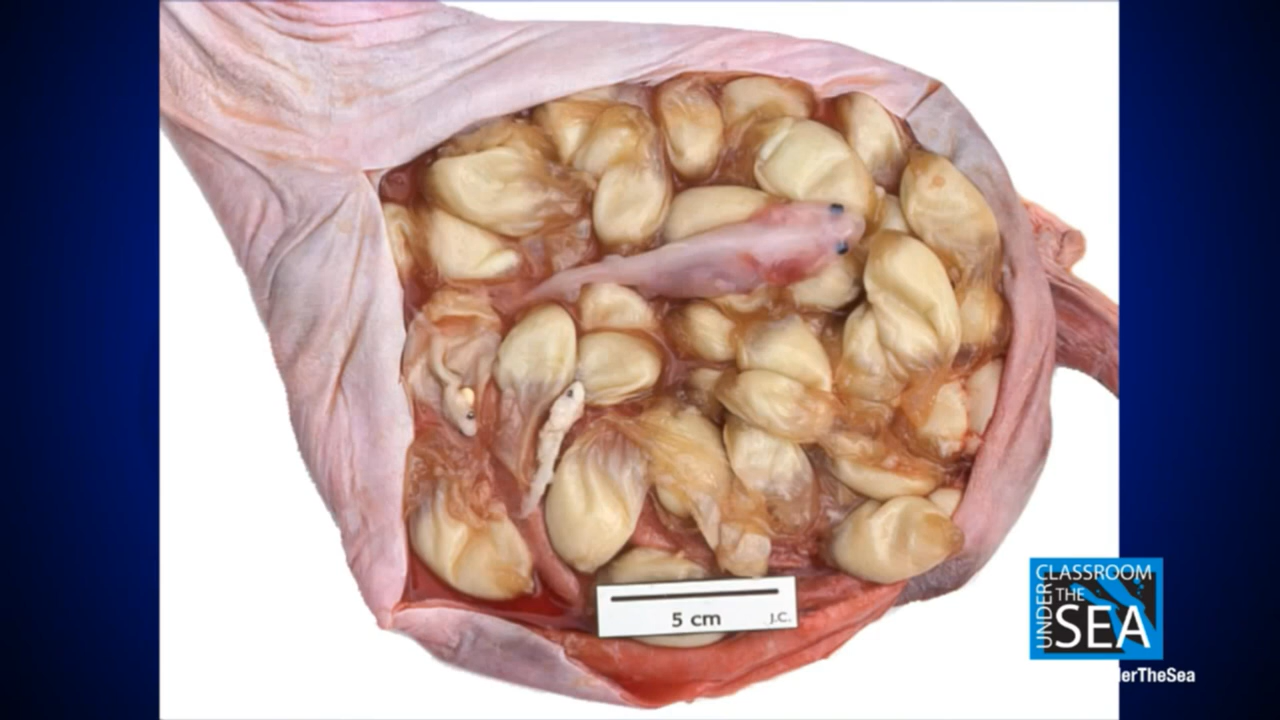 5 cm
J.C.
CLASSROOM
UNDER
THE
SEA
derTheSea